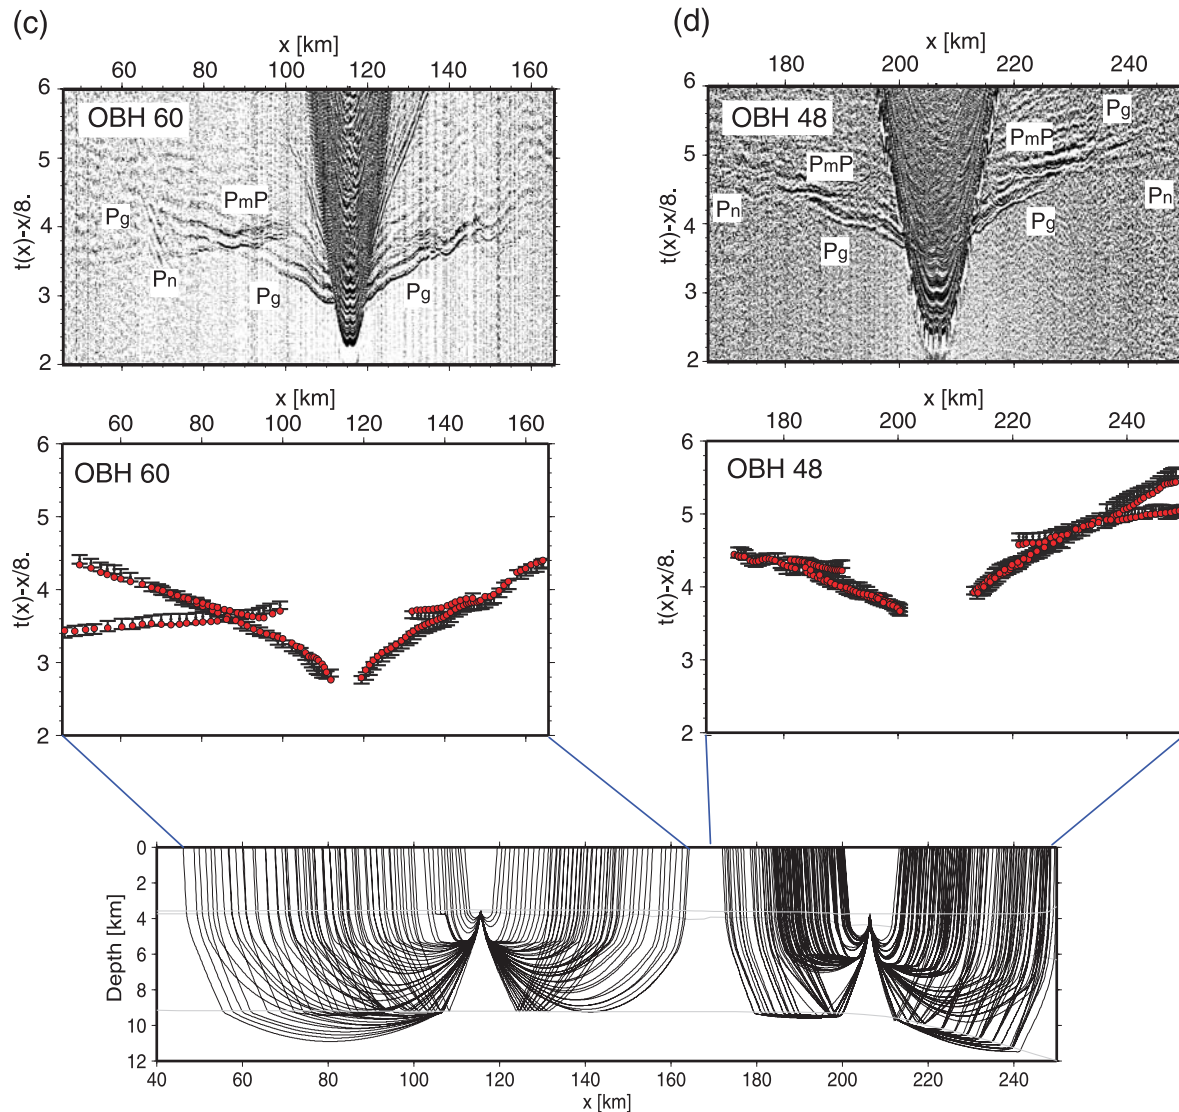 (c)
x [km]
60 80 100 120 140 160
6
5
4
3
2
t(x)-x/8.
OBH 60
PmP
Pg
Pn
Pg
Pg
(d)
x [km]
180 200 220 240
6
5
4
3
2
t(x)-x/8.
OBH 48
Pg
PmP
PmP
Pn
Pn
Pg
Pg
x [km]
60 80 100 120 140 160
6
5
4
3
2
t(x)-x/8.
OBH 60
x [km]
180 200 220 240
6
5
4
3
2
t(x)-x/8.
OBH 48
0
2
4
6
8
10
12
Depth [km]
40 60 80 100 120 140 160 180 200 220 240
x [km]